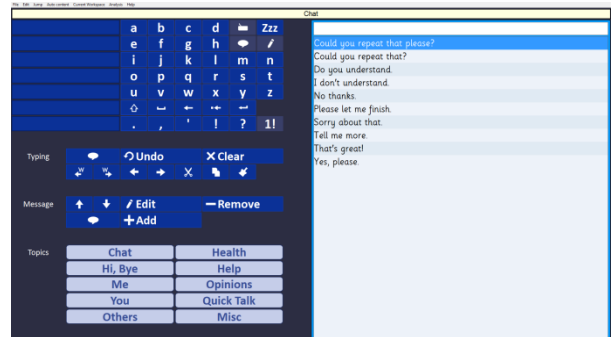 File Edit Jump Auto-content Current Workspace Analysis Help
Chat
a b c d Zzz
e f g h
i j k l m n
o p q r s t
u v w x y z
. , ' ! ? 1!
Typing
Undo
Clear
W W
Message
Edit
Remove
Add
Topics
Chat Health
Hi, Bye Help
Me Opinions
You Quick Talk
Others Misc
Could you repeat that please?
Could you repeat that?
Do you understand.
I don't understand.
No thanks.
Please let me finish.
Sorry about that.
Tell me more.
That's great!
Yes, please.